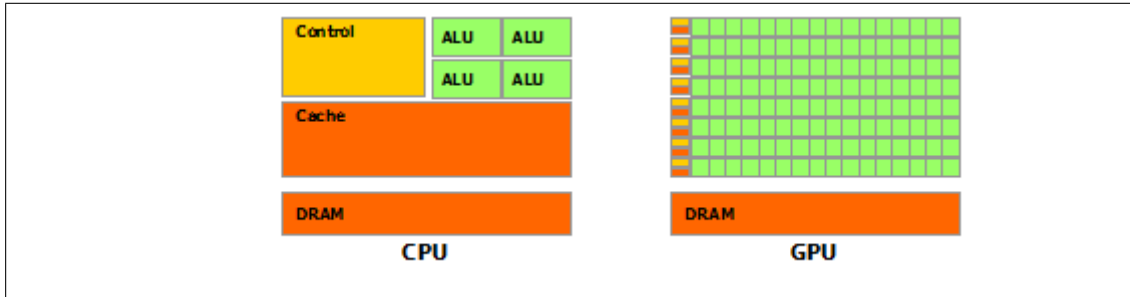 Control
ALU ALU
ALU ALU
Cache
DRAM
CPU
DRAM
GPU